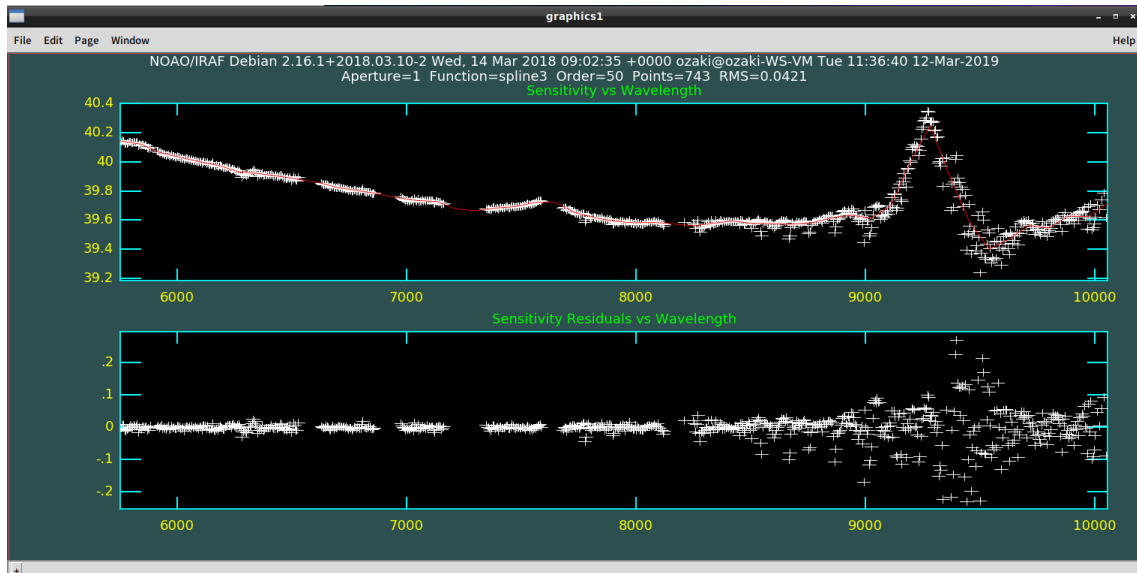 graphics1
File Edit Page Window Help
NOAO/IRAF Debian 2.16.1+2018.03.10-2 Wed, 14 Mar 2018 09:02:35 +0000 ozaki@ozaki-WS-VM Tue 11:36:40 12-Mar-2019
Aperture=1 Function=spline3 Order=50 Points=743 RMS=0.0421
Sensitivity vs Wavelength
40.4
40.2
40
39.8
39.6
39.4
39.2
6000 7000 8000 9000 10000
Sensitivity Residuals vs Wavelength
.2
.1
0
-.1
-.2
6000 7000 8000 9000 10000